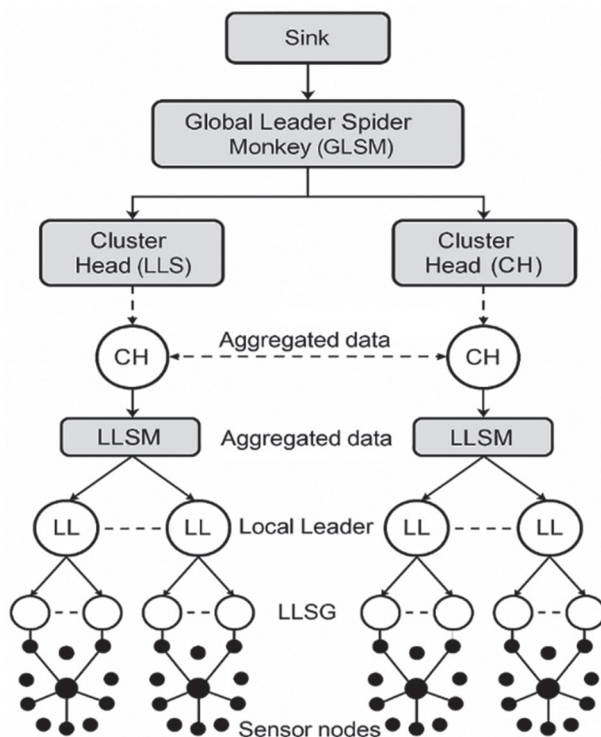 Sink
Global Leader Spider
Monkey (GLSM)
Cluster
Head (LLS)
Cluster
Head (CH)
Aggregated data
CH
CH
LLSM
Aggregated data
LLSM
LL
LL
Local Leader
LL
LL
LLSG
Sensor nodes